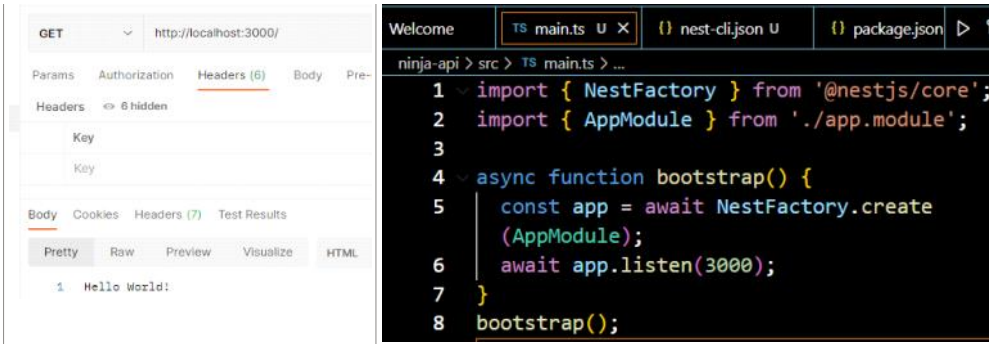 GET http://localhost:3000/
Params Authorization Headers (6) Body Pre-
Headers 6 hidden
Key
Key
Body Cookies Headers (7) Test Results
Pretty Raw Preview Visualize HTML
1 Hello World!
Welcome TS main.ts U {} nest-cli.json U {} package.json
ninja-api > src > TS main.ts > ...
1 import { NestFactory } from '@nestjs/core';
2 import { AppModule } from './app.module';
3
4 async function bootstrap() {
5 const app = await NestFactory.create
(AppModule);
6 await app.listen(3000);
7 }
8 bootstrap();